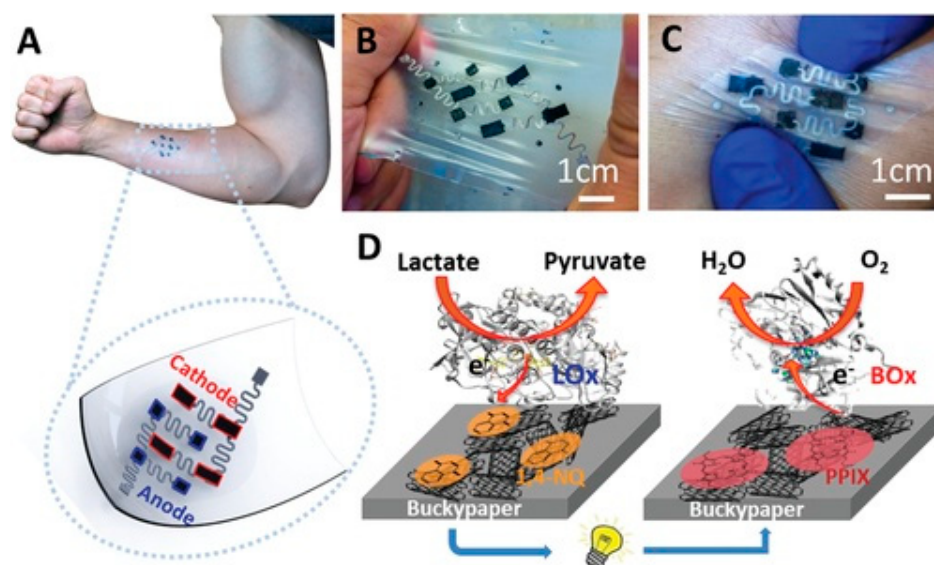 A
B
C
1cm
1cm
Cathode
Anode
D
Lactate
Pyruvate
e-
LOx
1,4-NQ
Buckypaper
H₂O
O₂
e⁻
BOx
PPIX
Buckypaper